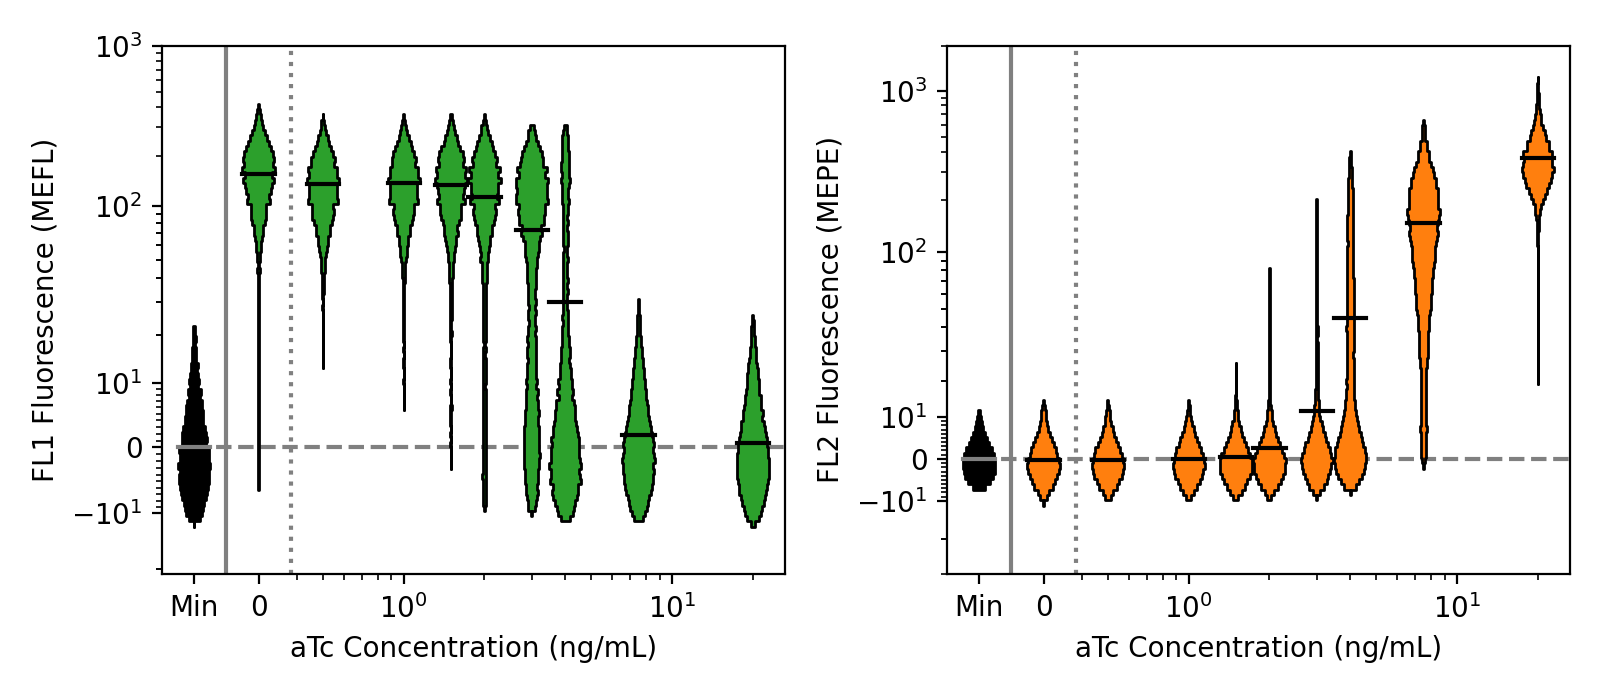 10³
10²
10¹
0
−10¹
FL1 Fluorescence (MEFL)
Min
0
10⁰
10¹
aTc Concentration (ng/mL)
10³
10²
10¹
0
−10¹
FL2 Fluorescence (MEPE)
Min
0
10⁰
10¹
aTc Concentration (ng/mL)